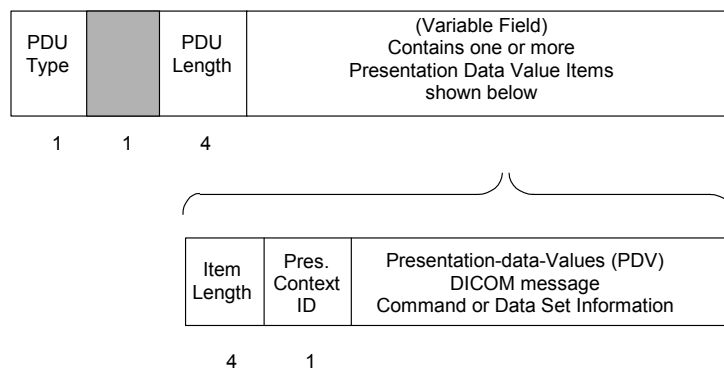 PDU
Type
PDU
Length
(Variable Field)
Contains one or more
Presentation Data Value Items
shown below
1
1
4
Item
Length
Pres.
Context
ID
Presentation-data-Values (PDV)
DICOM message
Command or Data Set Information
4
1